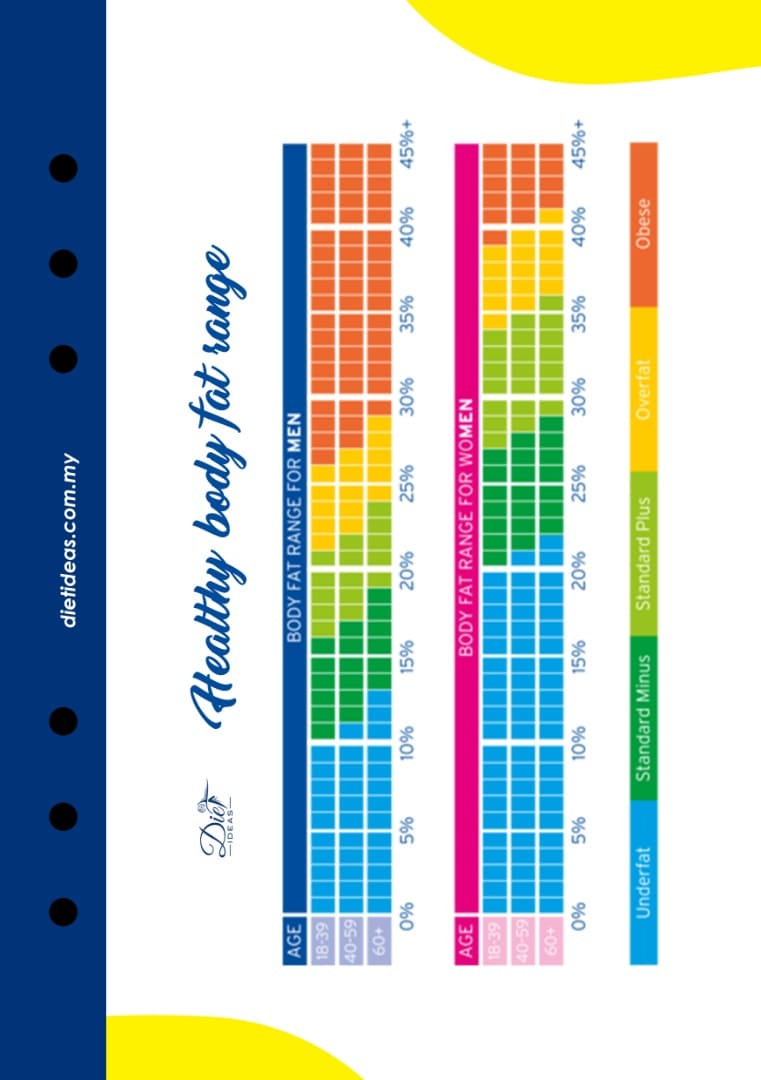 dietideas.com.my
Diet
IDEAS
Healthy body fat range
AGE BODY FAT RANGE FOR MEN
18-39
40-59
60+
0% 5% 10% 15% 20% 25% 30% 35% 40% 45%+
AGE BODY FAT RANGE FOR WOMEN
18-39
40-59
60+
0% 5% 10% 15% 20% 25% 30% 35% 40% 45%+
Underfat Standard Minus Standard Plus Overfat Obese